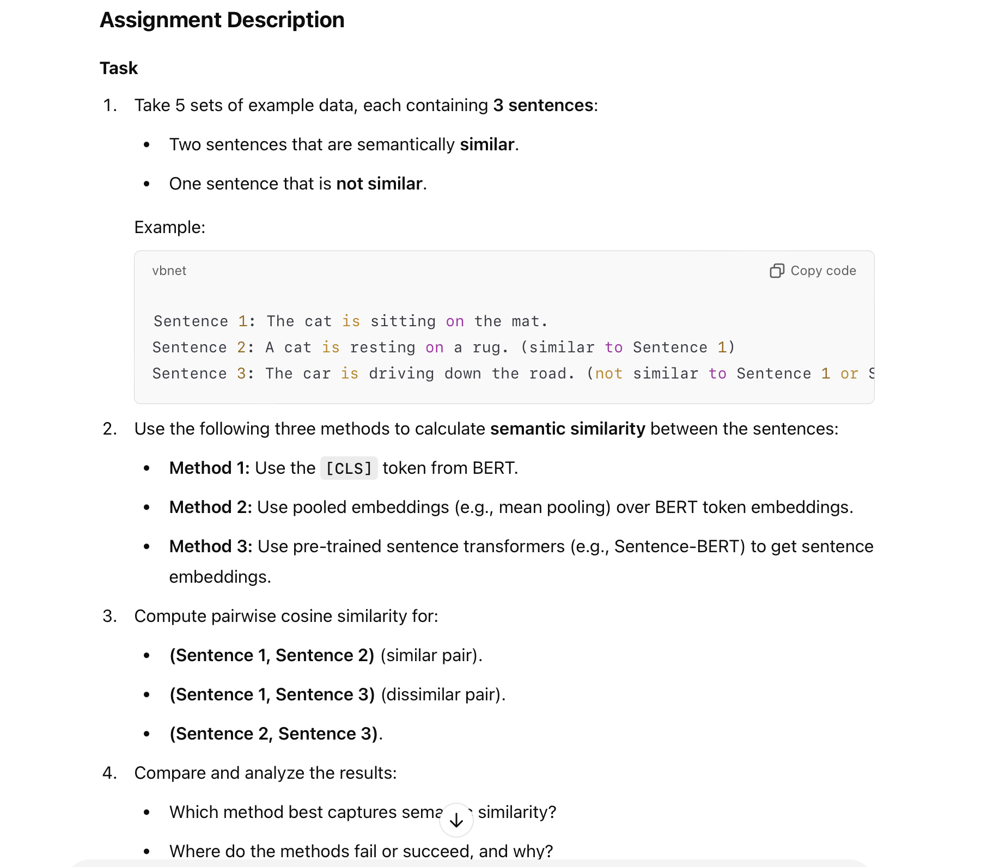 Assignment Description
Task
1. Take 5 sets of example data, each containing 3 sentences:
• Two sentences that are semantically similar.
• One sentence that is not similar.
Example:
vbnet
Copy code
Sentence 1: The cat is sitting on the mat.
Sentence 2: A cat is resting on a rug. (similar to Sentence 1)
Sentence 3: The car is driving down the road. (not similar to Sentence 1 or
2. Use the following three methods to calculate semantic similarity between the sentences:
• Method 1: Use the [CLS] token from BERT.
• Method 2: Use pooled embeddings (e.g., mean pooling) over BERT token embeddings.
• Method 3: Use pre-trained sentence transformers (e.g., Sentence-BERT) to get sentence
embeddings.
3. Compute pairwise cosine similarity for:
• (Sentence 1, Sentence 2) (similar pair).
• (Sentence 1, Sentence 3) (dissimilar pair).
• (Sentence 2, Sentence 3).
4. Compare and analyze the results:
• Which method best captures similarity?
• Where do the methods fail or succeed, and why?